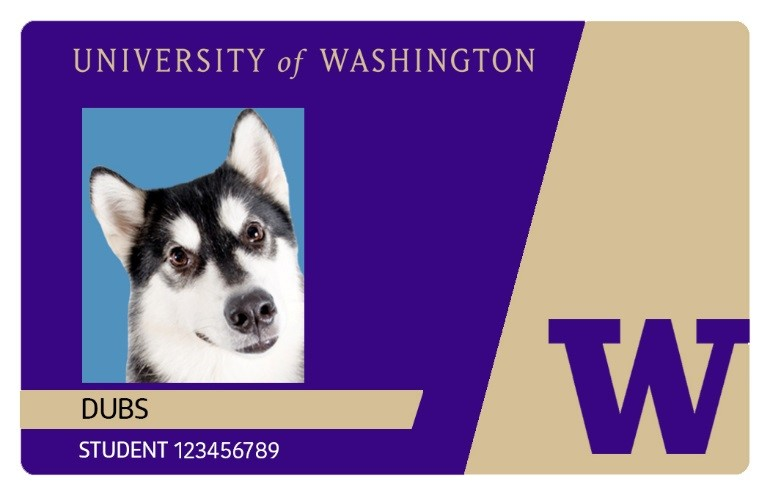 UNIVERSITY of WASHINGTON
DUBS
STUDENT 123456789
W